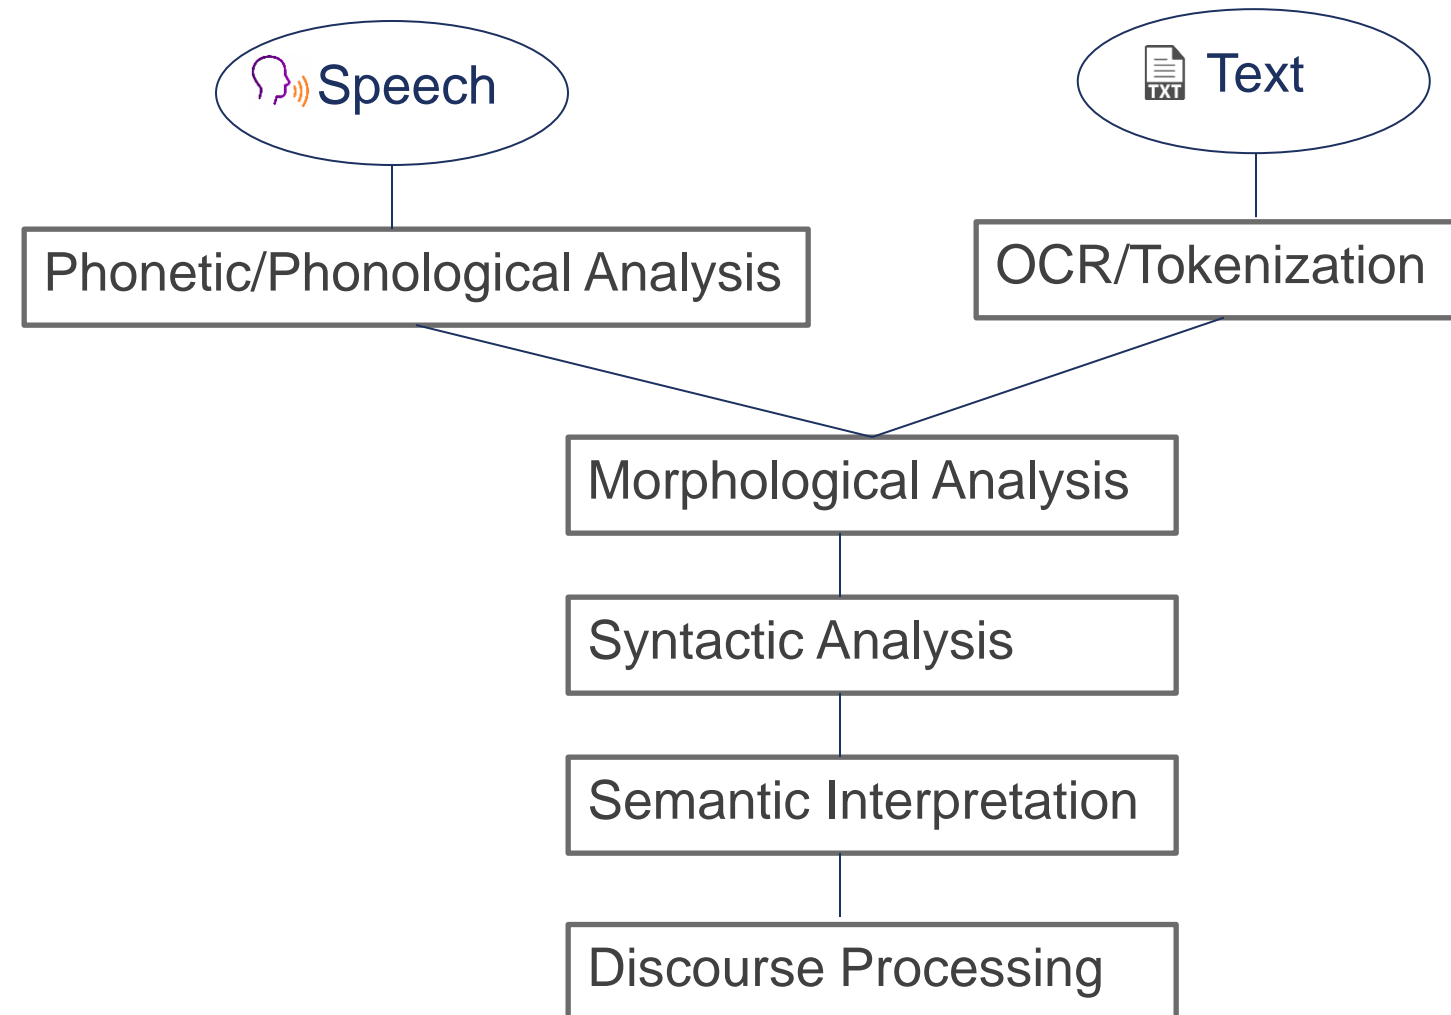 Speech
TXT
Text
Phonetic/Phonological Analysis
OCR/Tokenization
Morphological Analysis
Syntactic Analysis
Semantic Interpretation
Discourse Processing